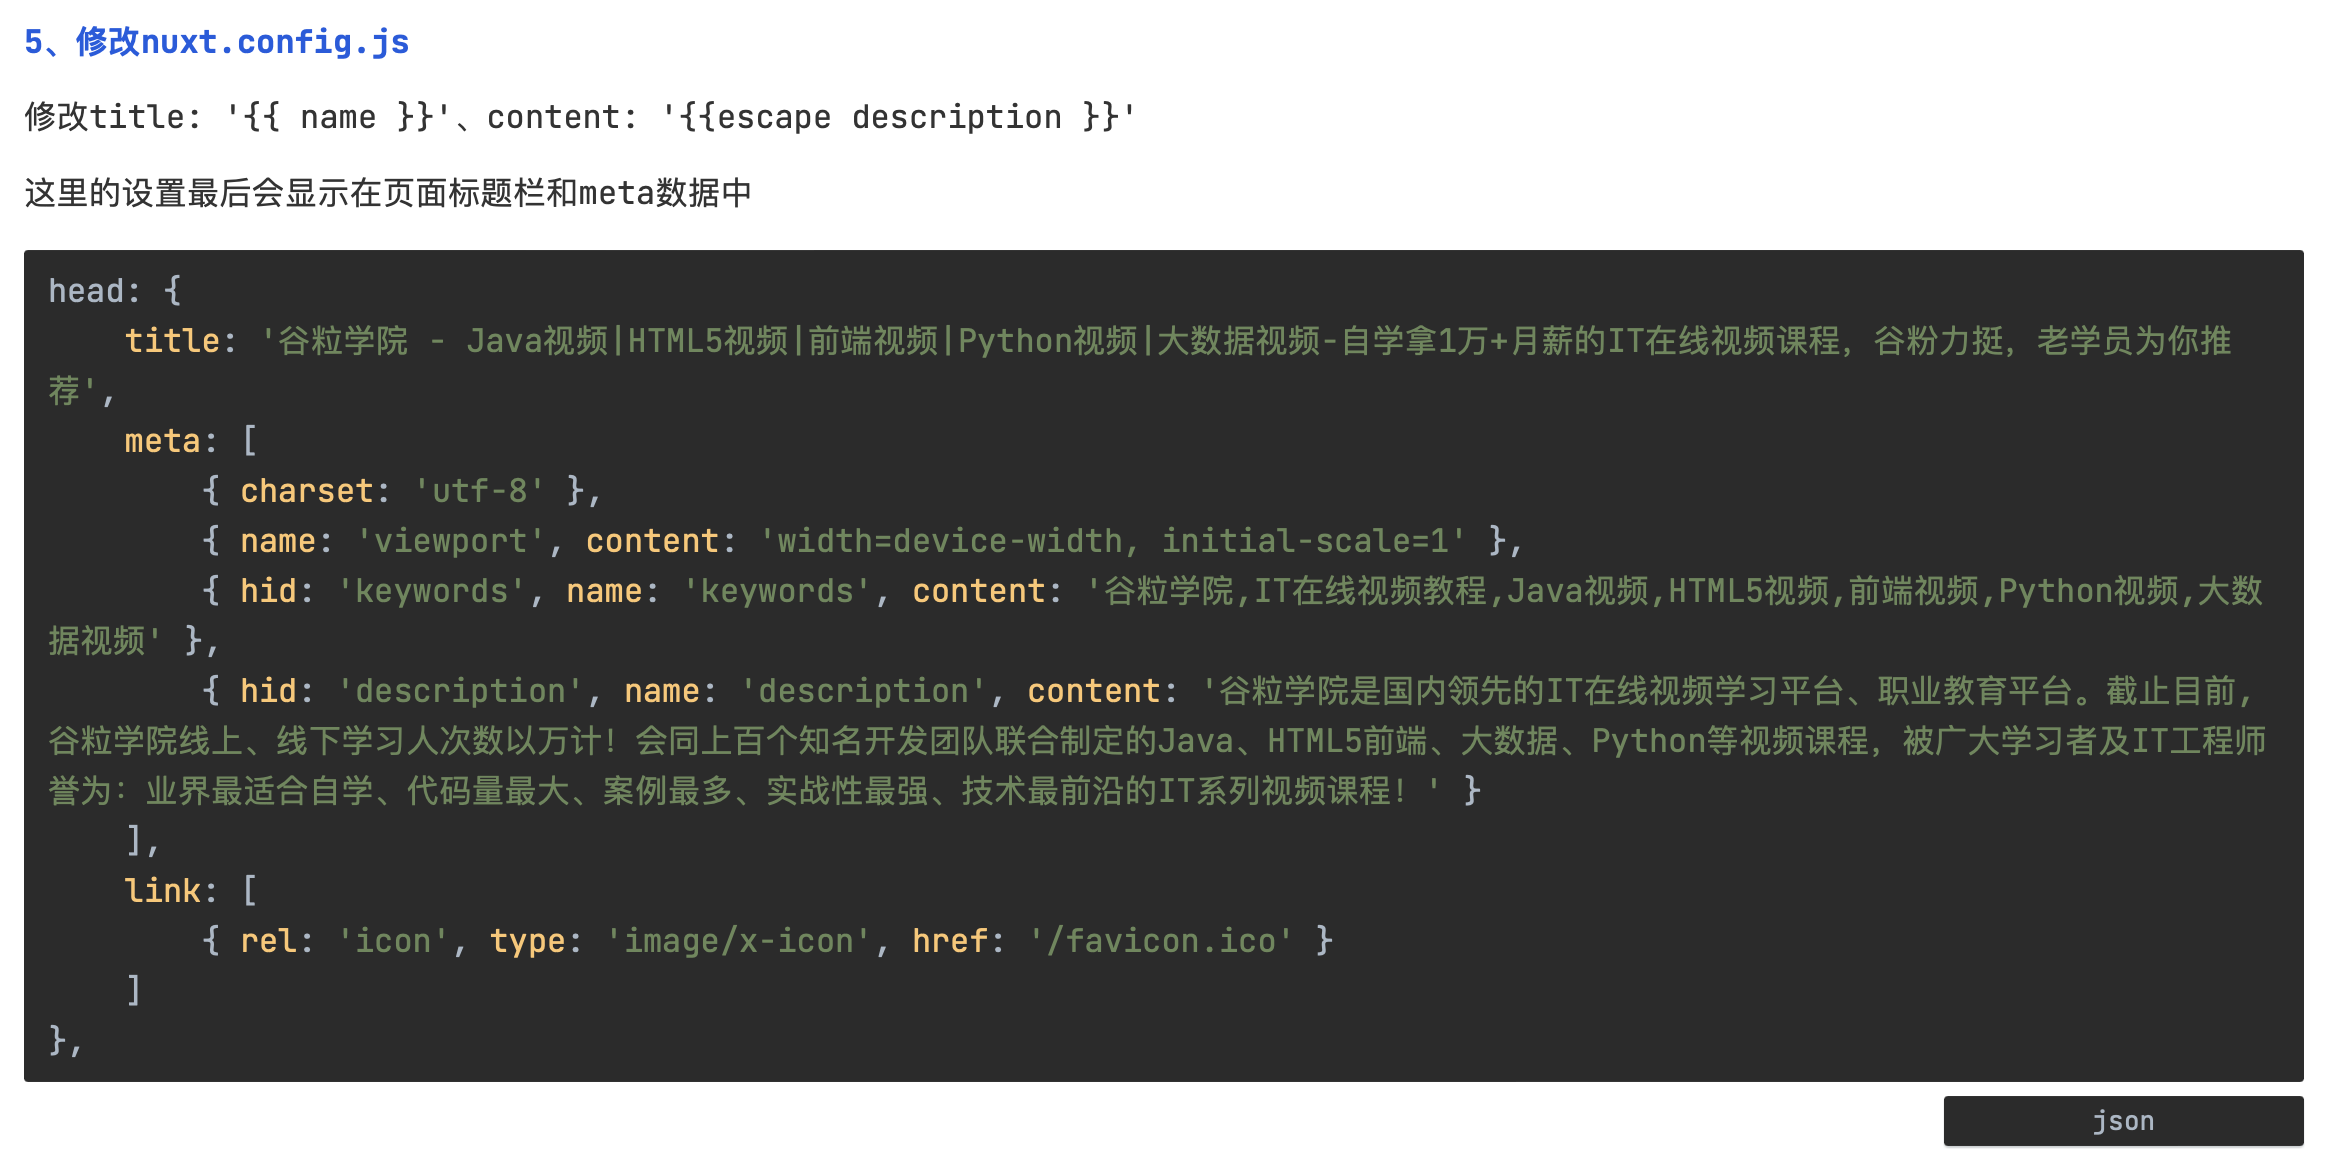 5、修改nuxt.config.js
修改title: '{{ name }}'、content: '{{escape description }}'
这里的设置最后会显示在页面标题栏和meta数据中
head: {
    title: '谷粒学院 - Java视频|HTML5视频|前端视频|Python视频|大数据视频-自学拿1万+月薪的IT在线视频课程，谷粉力挺，老学员为你推
荐',
    meta: [
        { charset: 'utf-8' },
        { name: 'viewport', content: 'width=device-width, initial-scale=1' },
        { hid: 'keywords', name: 'keywords', content: '谷粒学院,IT在线视频教程,Java视频,HTML5视频,前端视频,Python视频,大数
据视频' },
        { hid: 'description', name: 'description', content: '谷粒学院是国内领先的IT在线视频学习平台、职业教育平台。截止目前,
谷粒学院线上、线下学习人次数以万计！会同上百个知名开发团队联合制定的Java、HTML5前端、大数据、Python等视频课程，被广大学习者及IT工程师
誉为：业界最适合自学、代码量最大、案例最多、实战性最强、技术最前沿的IT系列视频课程！' }
    ],
    link: [
        { rel: 'icon', type: 'image/x-icon', href: '/favicon.ico' }
    ]
},
json